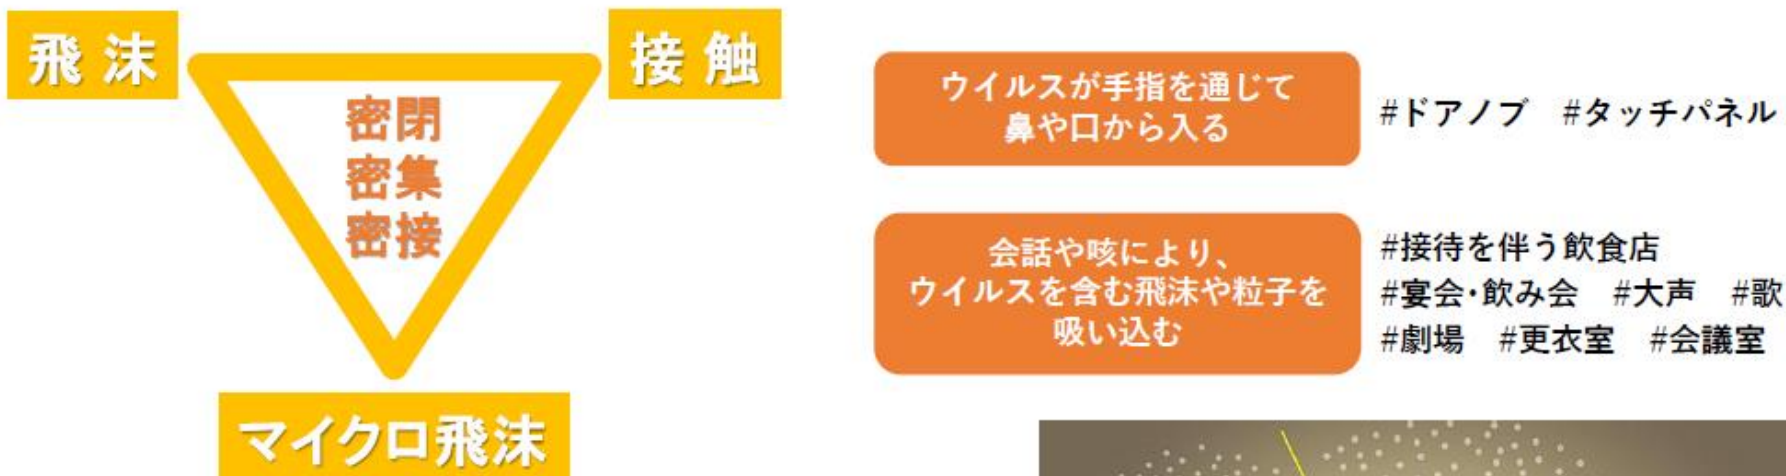 飛沫
接触
密閉
密集
密接
マイクロ飛沫
ウイルスが手指を通じて
鼻や口から入る
#ドアノブ #タッチパネル
会話や咳により、
ウイルスを含む飛沫や粒子を
吸い込む
#接待を伴う飲食店
#宴会・飲み会 #大声 #歌
#劇場 #更衣室 #会議室